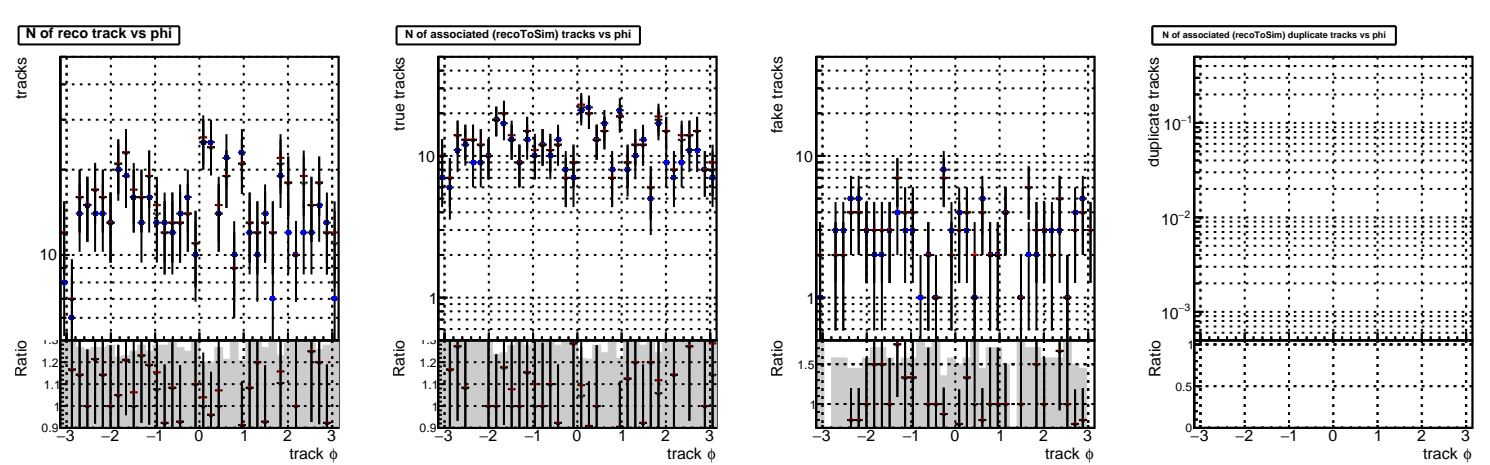 N of reco track vs phi
tracks
10
Ratio
1.3
1.2
1.1
1
0.9
−3 −2 −1 0 1 2 3
track ϕ
N of associated (recoToSim) tracks vs phi
true tracks
10
1
Ratio
1.3
1.2
1.1
1
0.9
−3 −2 −1 0 1 2 3
track ϕ
fake tracks
10
1
Ratio
1.5
1
−3 −2 −1 0 1 2 3
track ϕ
N of associated (recoToSim) duplicate tracks vs phi
duplicate tracks
10⁻¹
10⁻²
10⁻³
Ratio
1
0.5
0
−3 −2 −1 0 1 2 3
track ϕ